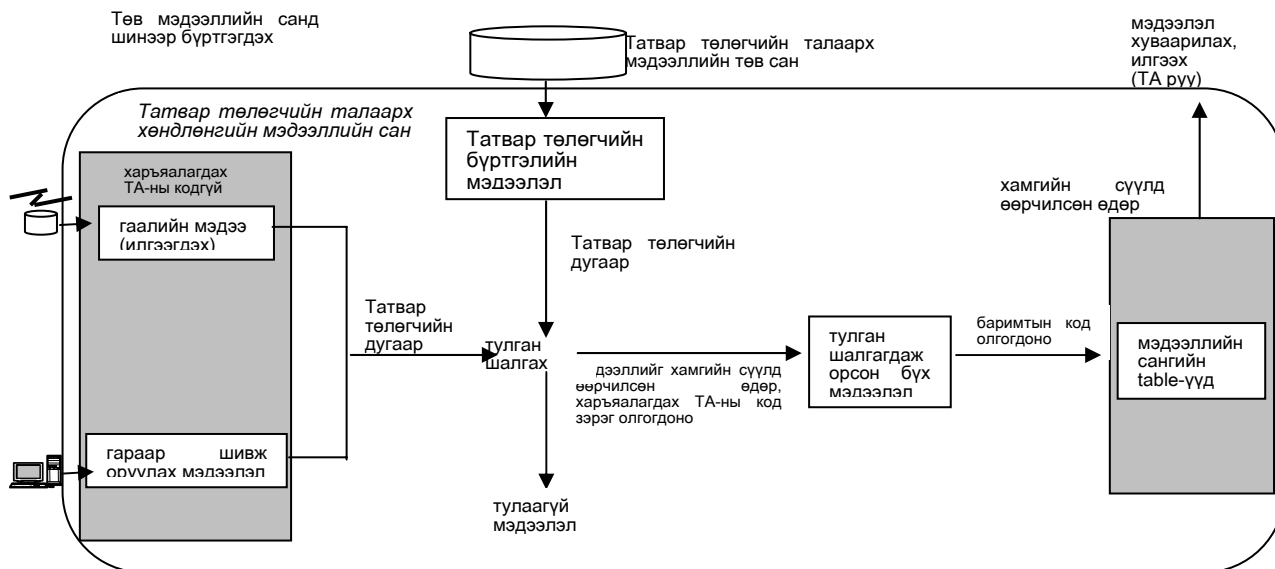 Төв мэдээллийн санд
шинээр бүртгэгдэх
Татвар төлөгчийн талаарх
мэдээллийн төв сан
мэдээлэл
хуваарилах,
илгээх
(ТА руу)
Татвар төлөгчийн талаарх
хөндлөнгийн мэдээллийн сан
Татвар төлөгчийн
бүртгэлийн
мэдээлэл
харъяалагдах
ТА-ны кодгүй
гаалийн мэдээ
(илгээгдэх)
хамгийн сүүлд
өөрчилсөн өдөр
Татвар төлөгчийн
дугаар
Татвар
төлөгчийн
дугаар
тулган
шалгах
дээллийг хамгийн сүүлд
өөрчилсөн өдөр,
харъяалагдах ТА-ны код
зэрэг олгогдоно
тулган
шалгагдаж
орсон бүх
мэдээлэл
баримтын код
олгогдоно
мэдээллийн
сангийн
table-үүд
гараар шивж
оруулах мэдээлэл
тулаагүй
мэдээлэл